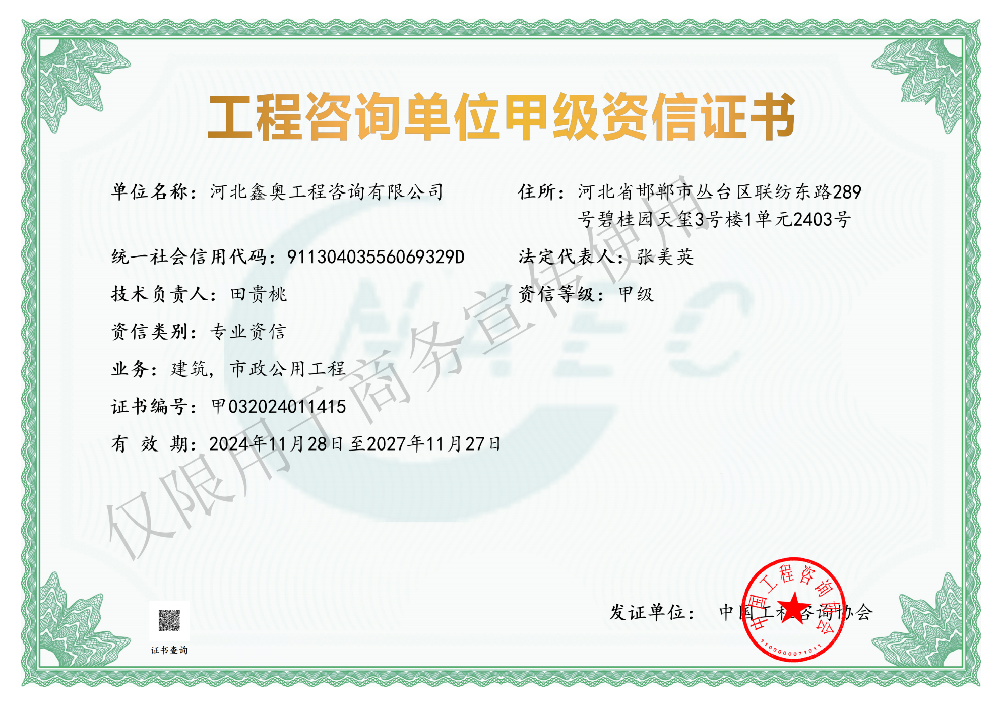 工程咨询单位甲级资信证书
单位名称：河北鑫奥工程咨询有限公司
住所：河北省邯郸市丛台区联纺东路289
号碧桂园天玺3号楼1单元2403号
统一社会信用代码：91130403556069329D
法定代表人：张美英
技术负责人：田贵桃
资信等级：甲级
资信类别：专业资信
业务：建筑，市政公用工程
证书编号：甲032024011415
有 效 期：2024年11月28日至2027年11月27日
CNAEC
仅限用于商务宣传使用
发证单位： 中国工程咨询协会
中国工程咨询协会
1100000071011
证书查询